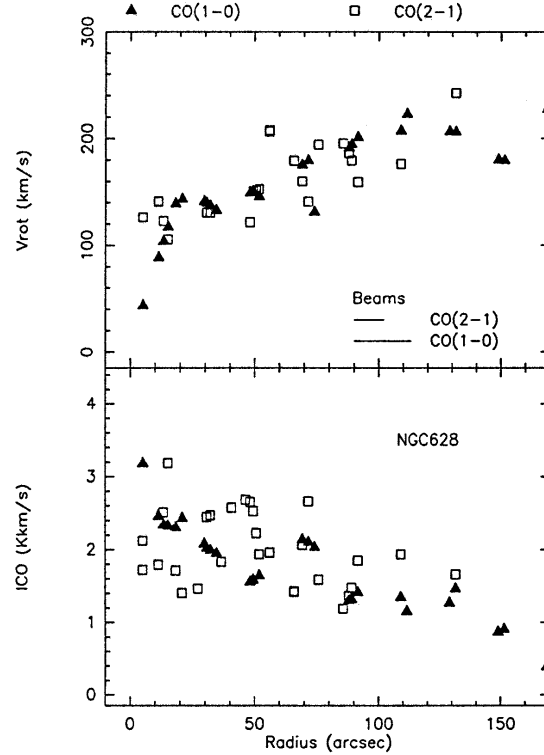 CO(1-0) CO(2-1)
300
200
100
0
Vrot (km/s)
Beams
CO(2-1)
CO(1-0)
4
3
2
1
0
ICO (Kkm/s)
NGC628
0 50 100 150
Radius (arcsec)